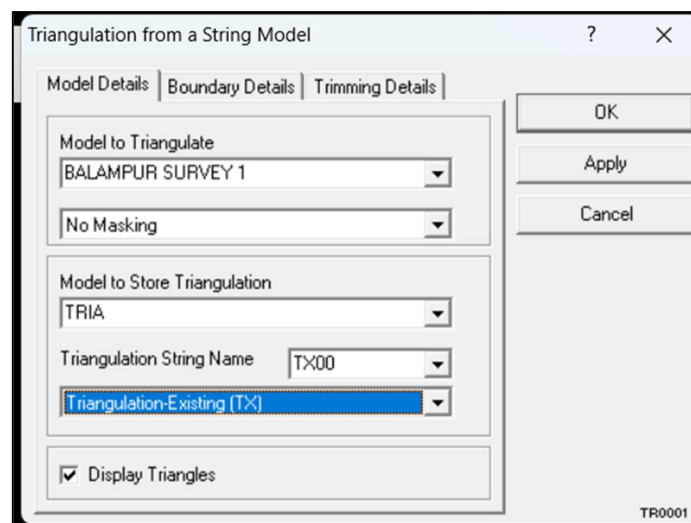 Triangulation from a String Model ? X
Model Details Boundary Details Trimming Details
OK
Model to Triangulate
BALAMPUR SURVEY 1
Apply
No Masking
Cancel
Model to Store Triangulation
TRIA
Triangulation String Name TX00
Triangulation-Existing (TX)
Display Triangles
TR0001